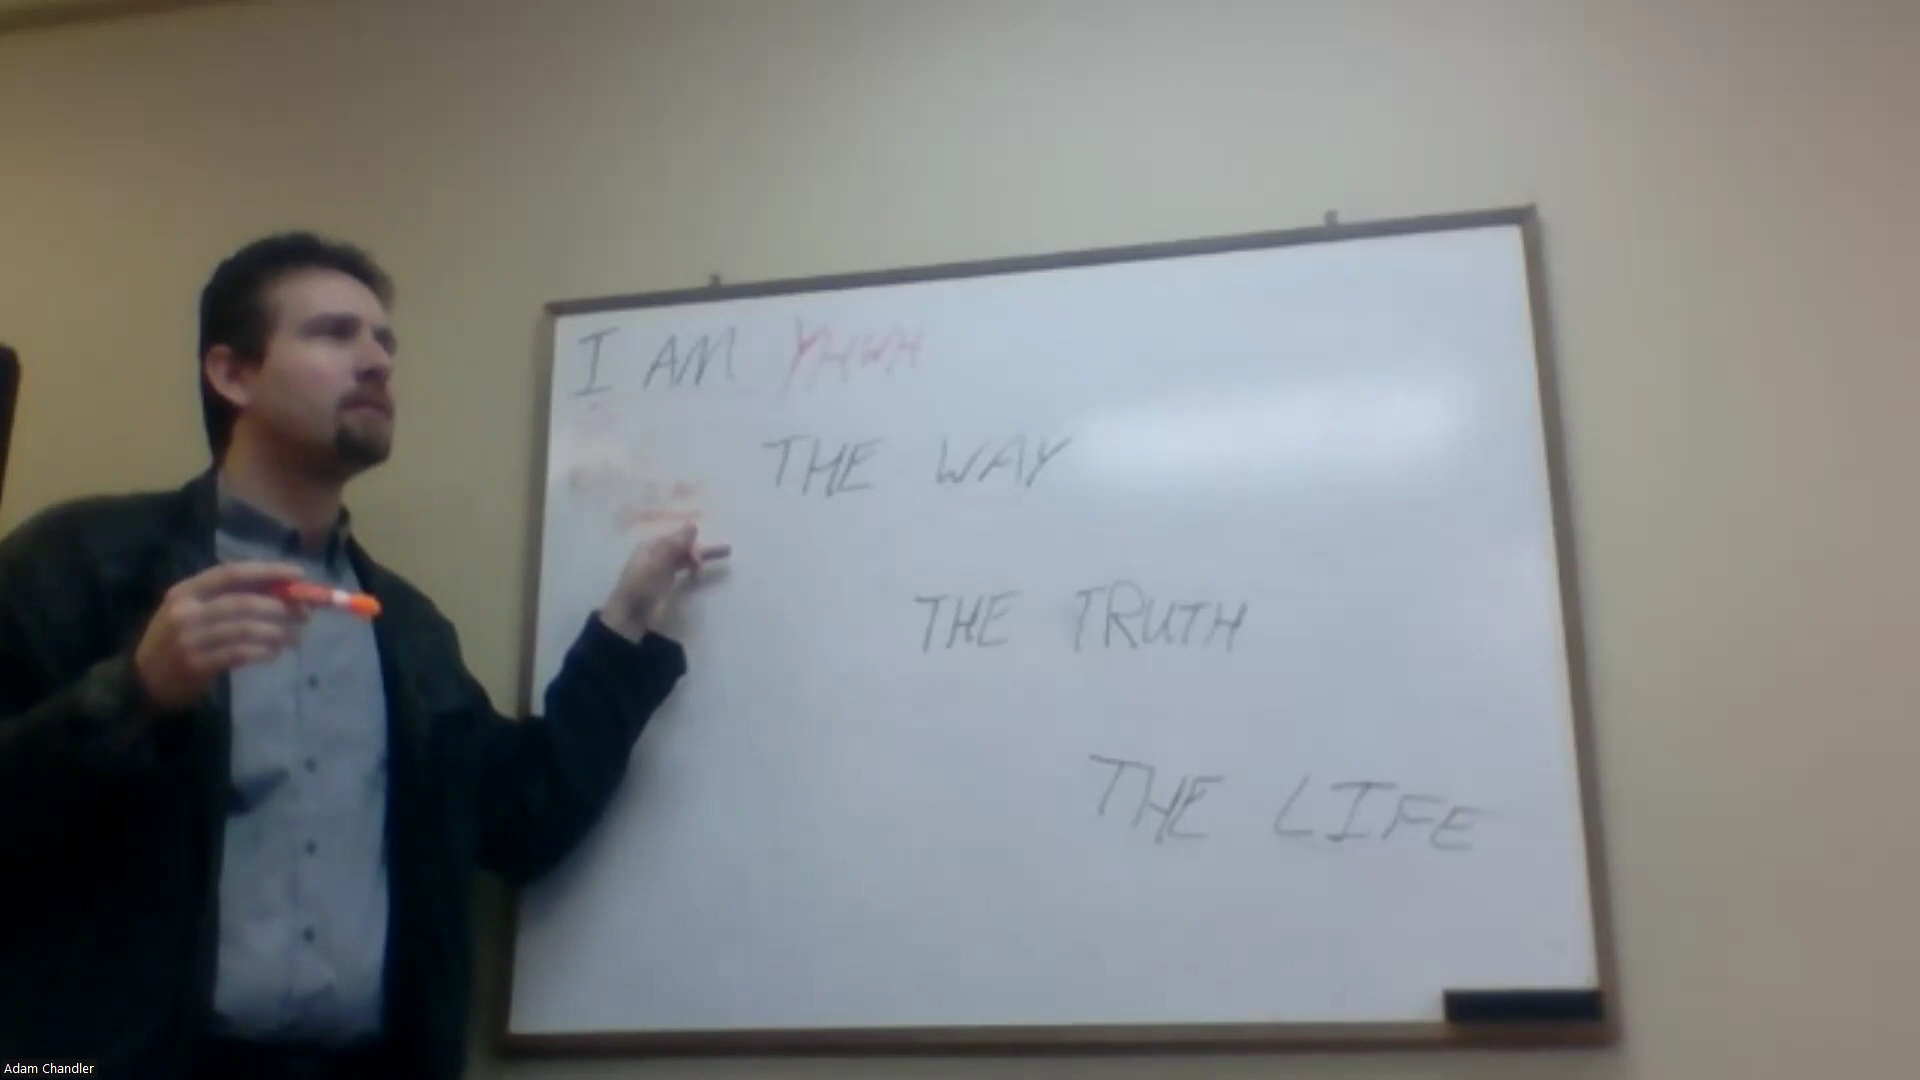 I AM YHWH
THE WAY
THE TRUTH
THE LIFE
Adam Chandler